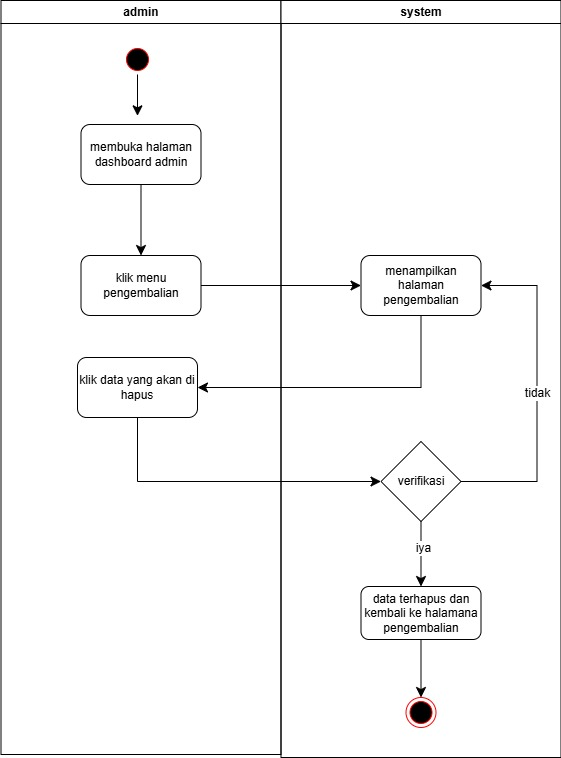 admin
system
membuka halaman
dashboard admin
klik menu
pengembalian
menampilkan
halaman
pengembalian
klik data yang akan di
hapus
tidak
verifikasi
iya
data terhapus dan
kembali ke halamana
pengembalian